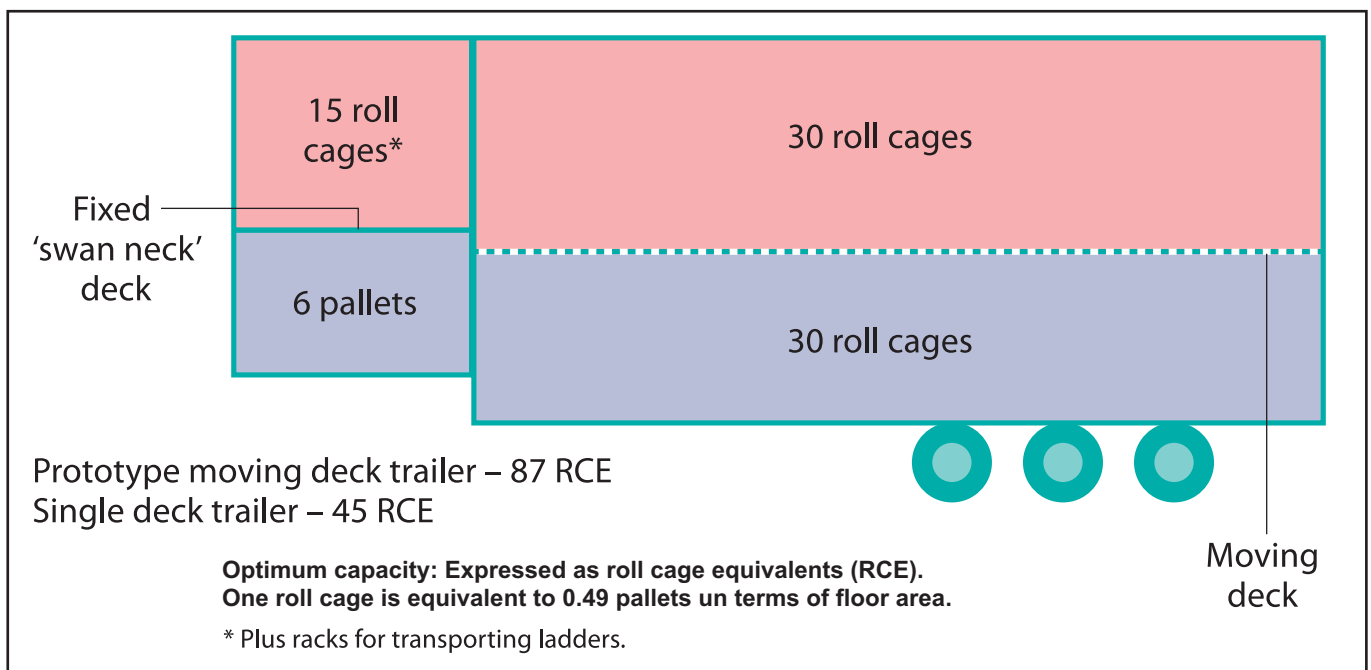 15 roll
cages*
30 roll cages
Fixed
‘swan neck’
deck
6 pallets
30 roll cages
Prototype moving deck trailer – 87 RCE
Single deck trailer – 45 RCE
Moving
deck
Optimum capacity: Expressed as roll cage equivalents (RCE).
One roll cage is equivalent to 0.49 pallets un terms of floor area.
* Plus racks for transporting ladders.